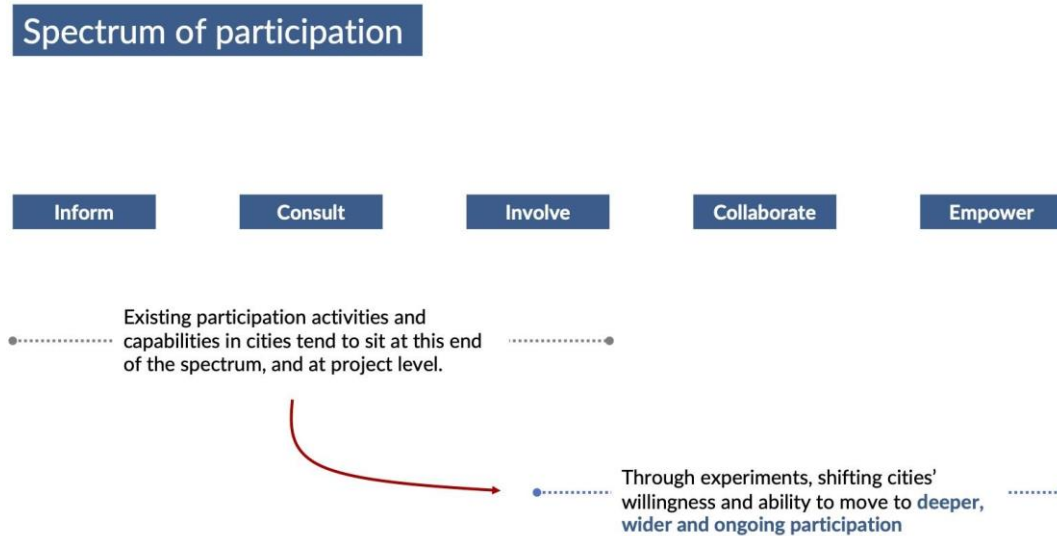 Spectrum of participation
Inform
Consult
Involve
Collaborate
Empower
Existing participation activities and
capabilities in cities tend to sit at this end
of the spectrum, and at project level.
Through experiments, shifting cities’
willingness and ability to move to deeper,
wider and ongoing participation